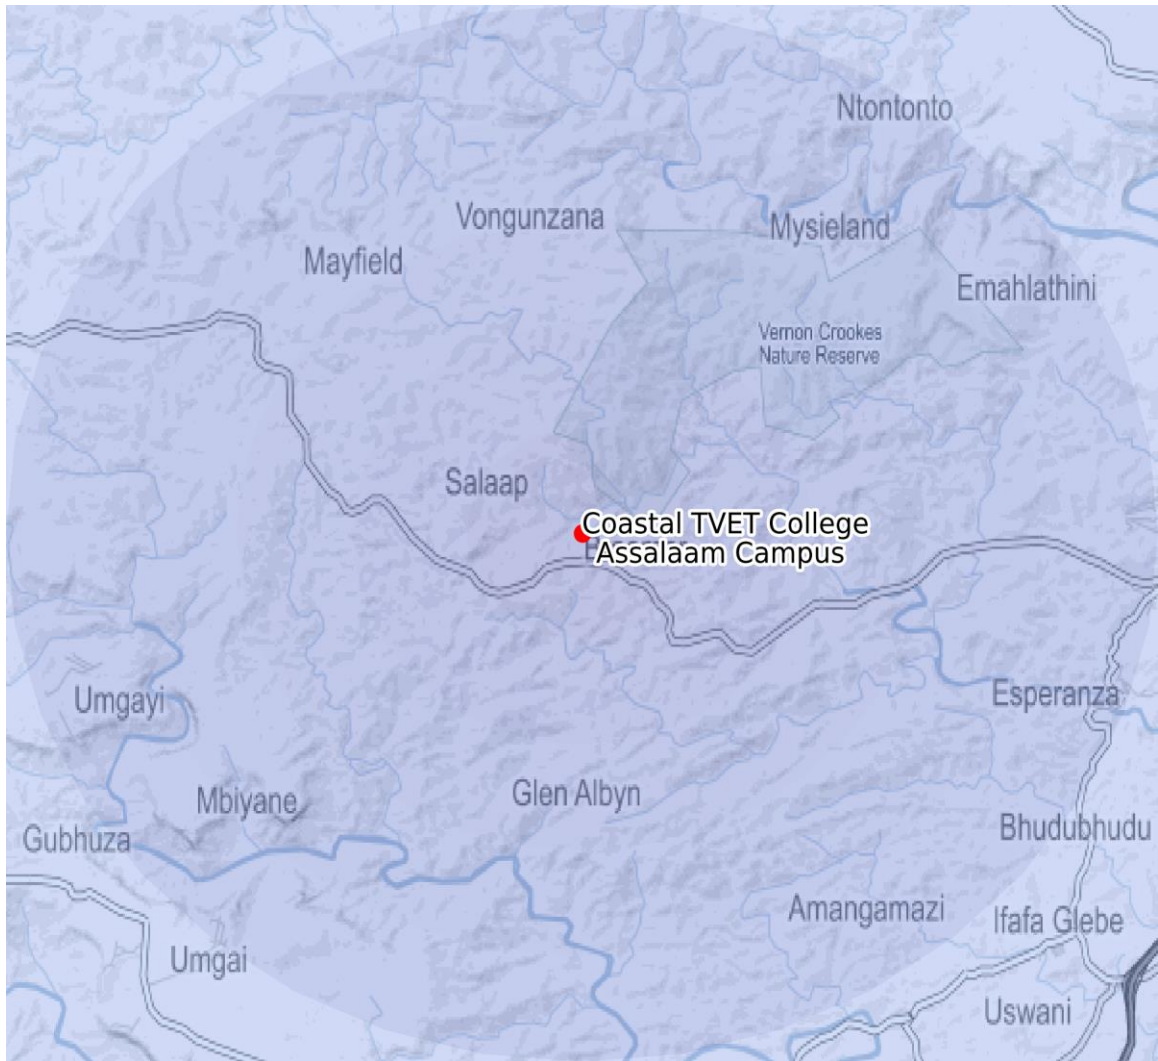 Ntontonto
Vongunzana
Mysieland
Mayfield
Emahlathini
Vernon Crookes
Nature Reserve
Salaap
Coastal TVET College
Assalaam Campus
Umgayi
Esperanza
Mbiyane
Glen Albyn
Gubhuza
Bhudubhudu
Amangamazi
Ifafa Glebe
Umgai
Uswani